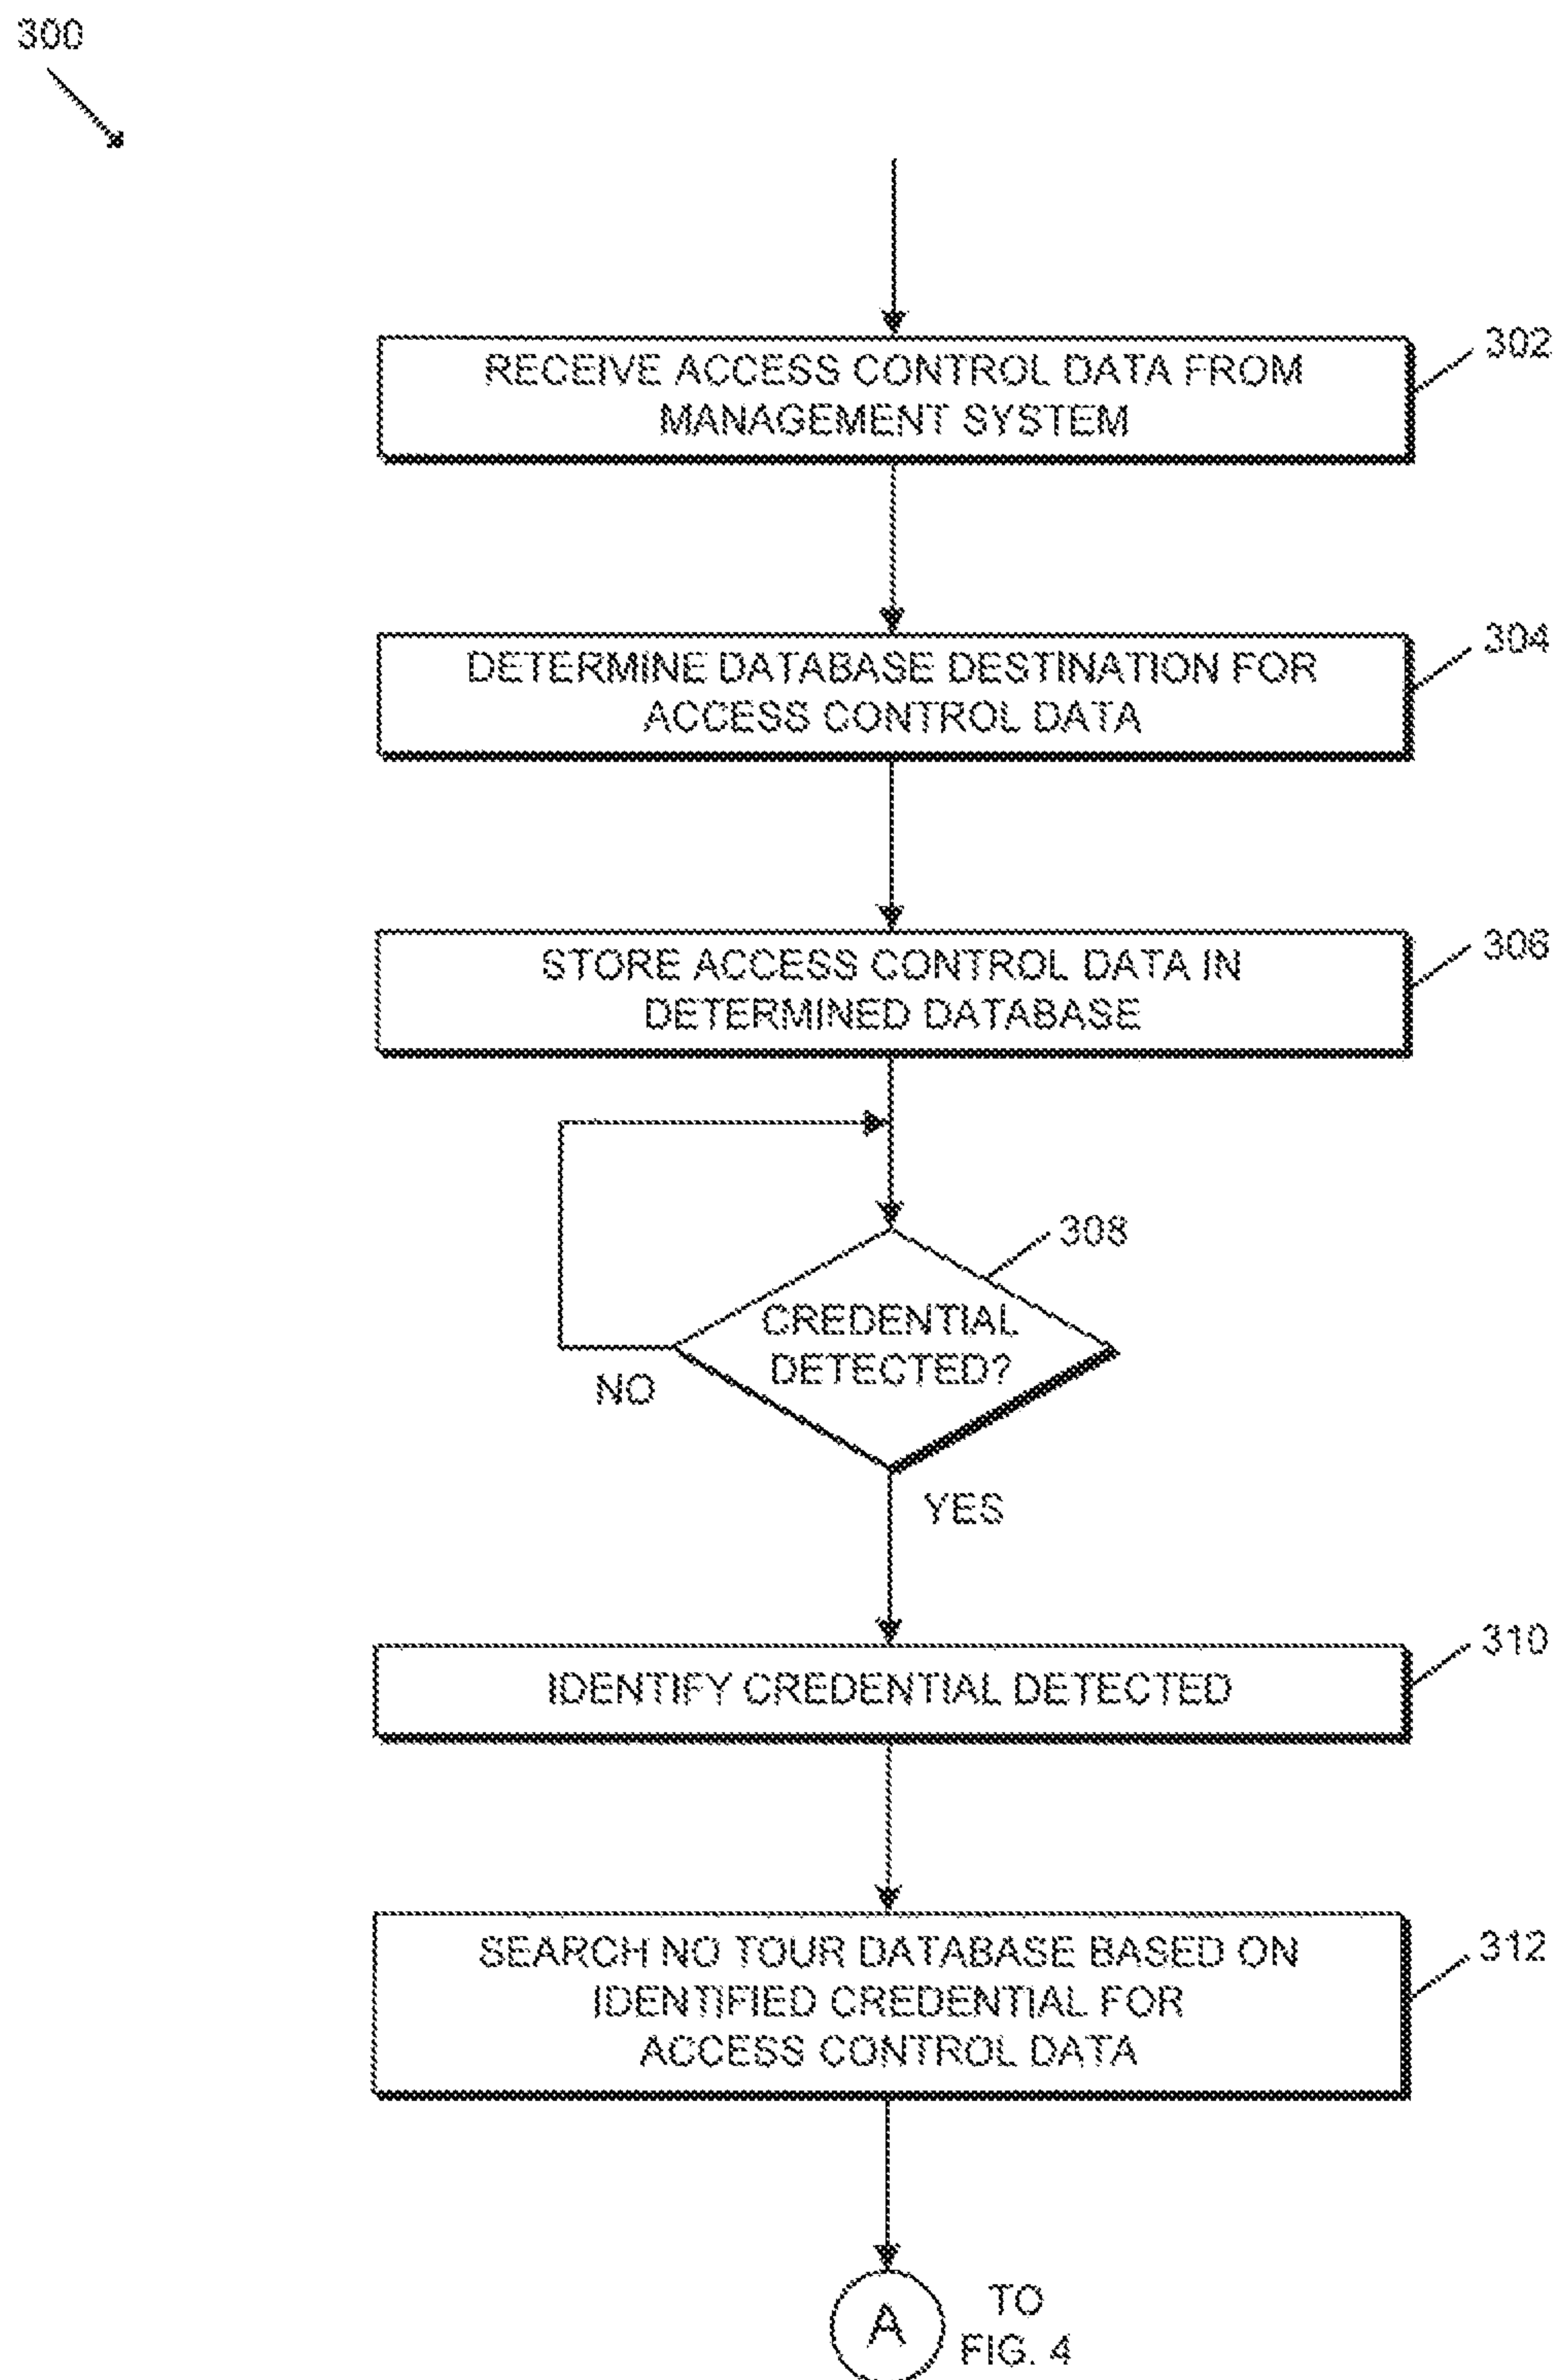 300
RECEIVE ACCESS CONTROL DATA FROM
MANAGEMENT SYSTEM
302
DETERMINE DATABASE DESTINATION FOR
ACCESS CONTROL DATA
304
STORE ACCESS CONTROL DATA IN
DETERMINED DATABASE
306
308
CREDENTIAL
DETECTED?
NO
YES
IDENTIFY CREDENTIAL DETECTED
310
SEARCH NO TOUR DATABASE BASED ON
IDENTIFIED CREDENTIAL FOR
ACCESS CONTROL DATA
312
A
TO
FIG. 4